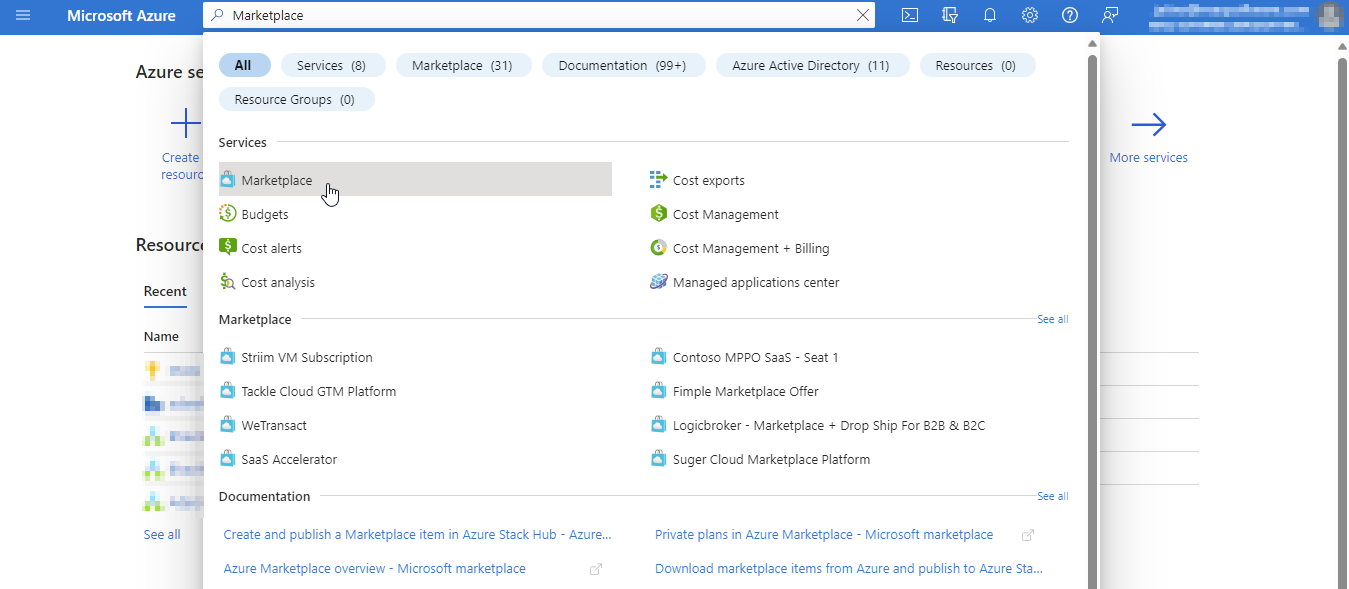 Microsoft Azure
Marketplace
All
Services (8)
Marketplace (31)
Documentation (99+)
Azure Active Directory (11)
Resources (0)
Resource Groups (0)
Azure se
Create
resourc
More services
Services
Marketplace
Cost exports
Budgets
Cost Management
Cost alerts
Cost Management + Billing
Cost analysis
Managed applications center
Resource
Recent
Name
See all
Marketplace
See all
Striim VM Subscription
Contoso MPPO SaaS - Seat 1
Tackle Cloud GTM Platform
Fimple Marketplace Offer
WeTransact
Logicbroker - Marketplace + Drop Ship For B2B & B2C
SaaS Accelerator
Suger Cloud Marketplace Platform
Documentation
See all
Create and publish a Marketplace item in Azure Stack Hub - Azure...
Private plans in Azure Marketplace - Microsoft marketplace
Azure Marketplace overview - Microsoft marketplace
Download marketplace items from Azure and publish to Azure Sta...